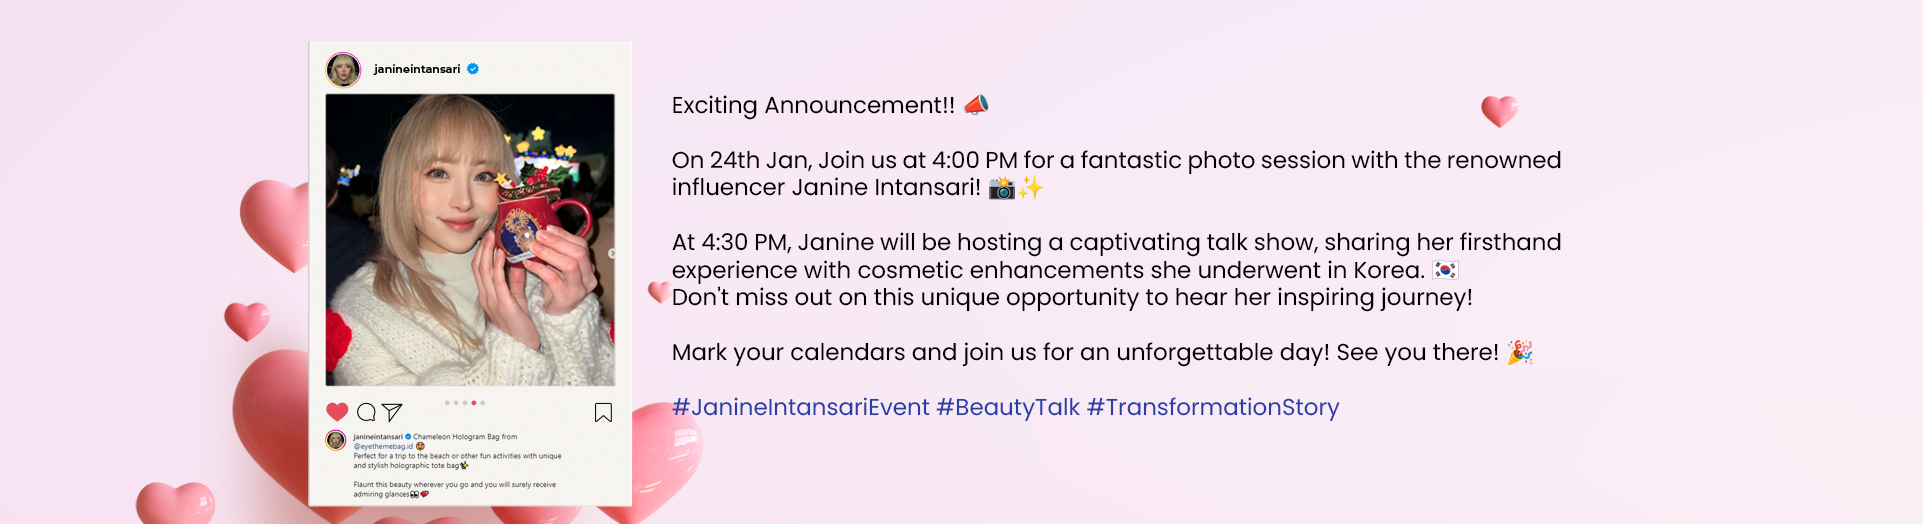 janineintansari
janineintansari Chameleon Hologram Bag from
@eyethemebag.id 🥰
Perfect for a trip to the beach or other fun activities with unique
and stylish holographic tote bag✨
Flaunt this beauty wherever you go and you will surely receive
admiring glances👀💖
Exciting Announcement!! 📣
On 24th Jan, Join us at 4:00 PM for a fantastic photo session with the renowned
influencer Janine Intansari! 📸✨
At 4:30 PM, Janine will be hosting a captivating talk show, sharing her firsthand
experience with cosmetic enhancements she underwent in Korea. 🇰🇷
Don't miss out on this unique opportunity to hear her inspiring journey!
Mark your calendars and join us for an unforgettable day! See you there! 🎉
#JanineIntansariEvent #BeautyTalk #TransformationStory